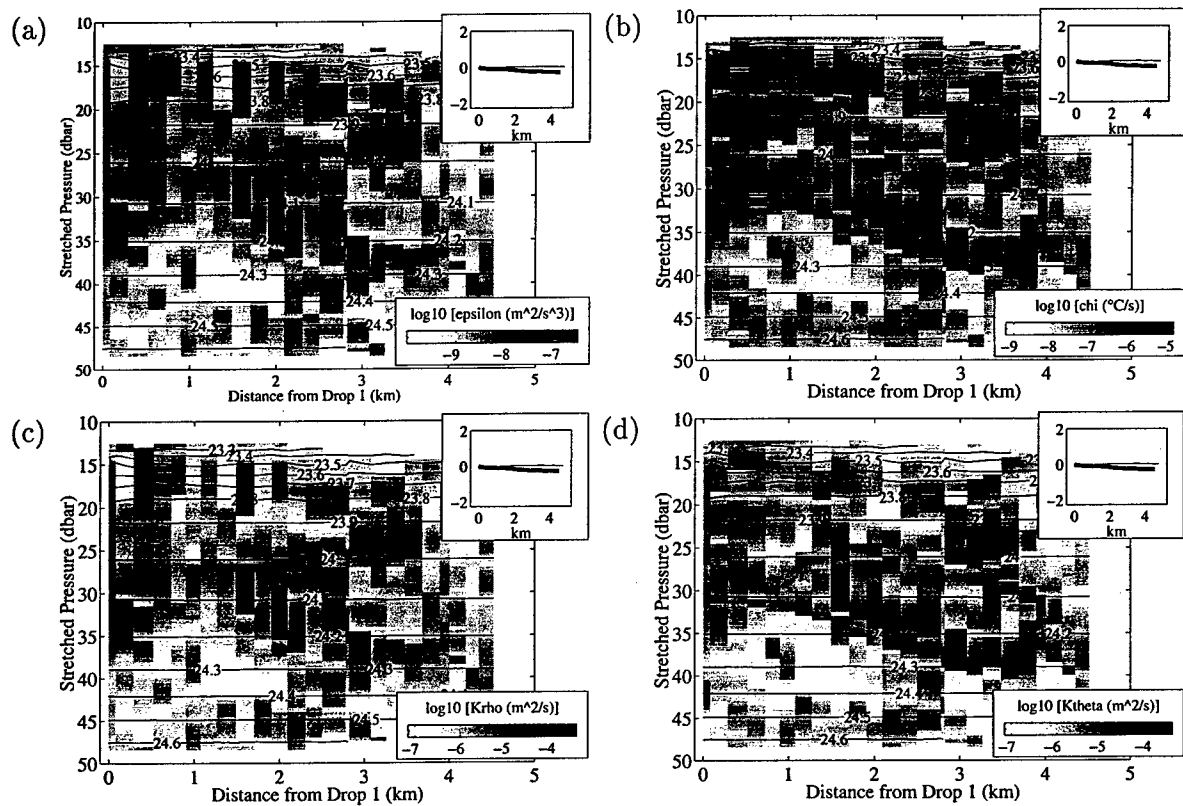 (a)
10
15
20
25
30
35
40
45
50
Stretched Pressure (dbar)
0 1 2 3 4 5
Distance from Drop 1 (km)
2
0
−2
0 2 4
km
23.4
23.5
23.6
23.8
24.1
24.2
24.3
24.4
24.5
log10 [epsilon (m^2/s^3)]
−9 −8 −7
(b)
10
15
20
25
30
35
40
45
50
Stretched Pressure (dbar)
0 1 2 3 4 5
Distance from Drop 1 (km)
2
0
−2
0 2 4
km
23.4
24.3
24.6
log10 [chi (°C/s)]
−9 −8 −7 −6 −5
(c)
10
15
20
25
30
35
40
45
50
Stretched Pressure (dbar)
0 1 2 3 4 5
Distance from Drop 1 (km)
2
0
−2
0 2 4
km
23.4
23.5
23.6
23.8
24.3
24.5
24.6
log10 [Krho (m^2/s)]
−7 −6 −5 −4
(d)
10
15
20
25
30
35
40
45
50
Stretched Pressure (dbar)
0 1 2 3 4 5
Distance from Drop 1 (km)
2
0
−2
0 2 4
km
23.4
23.5
23.6
24.3
24.5
24.6
log10 [Ktheta (m^2/s)]
−7 −6 −5 −4